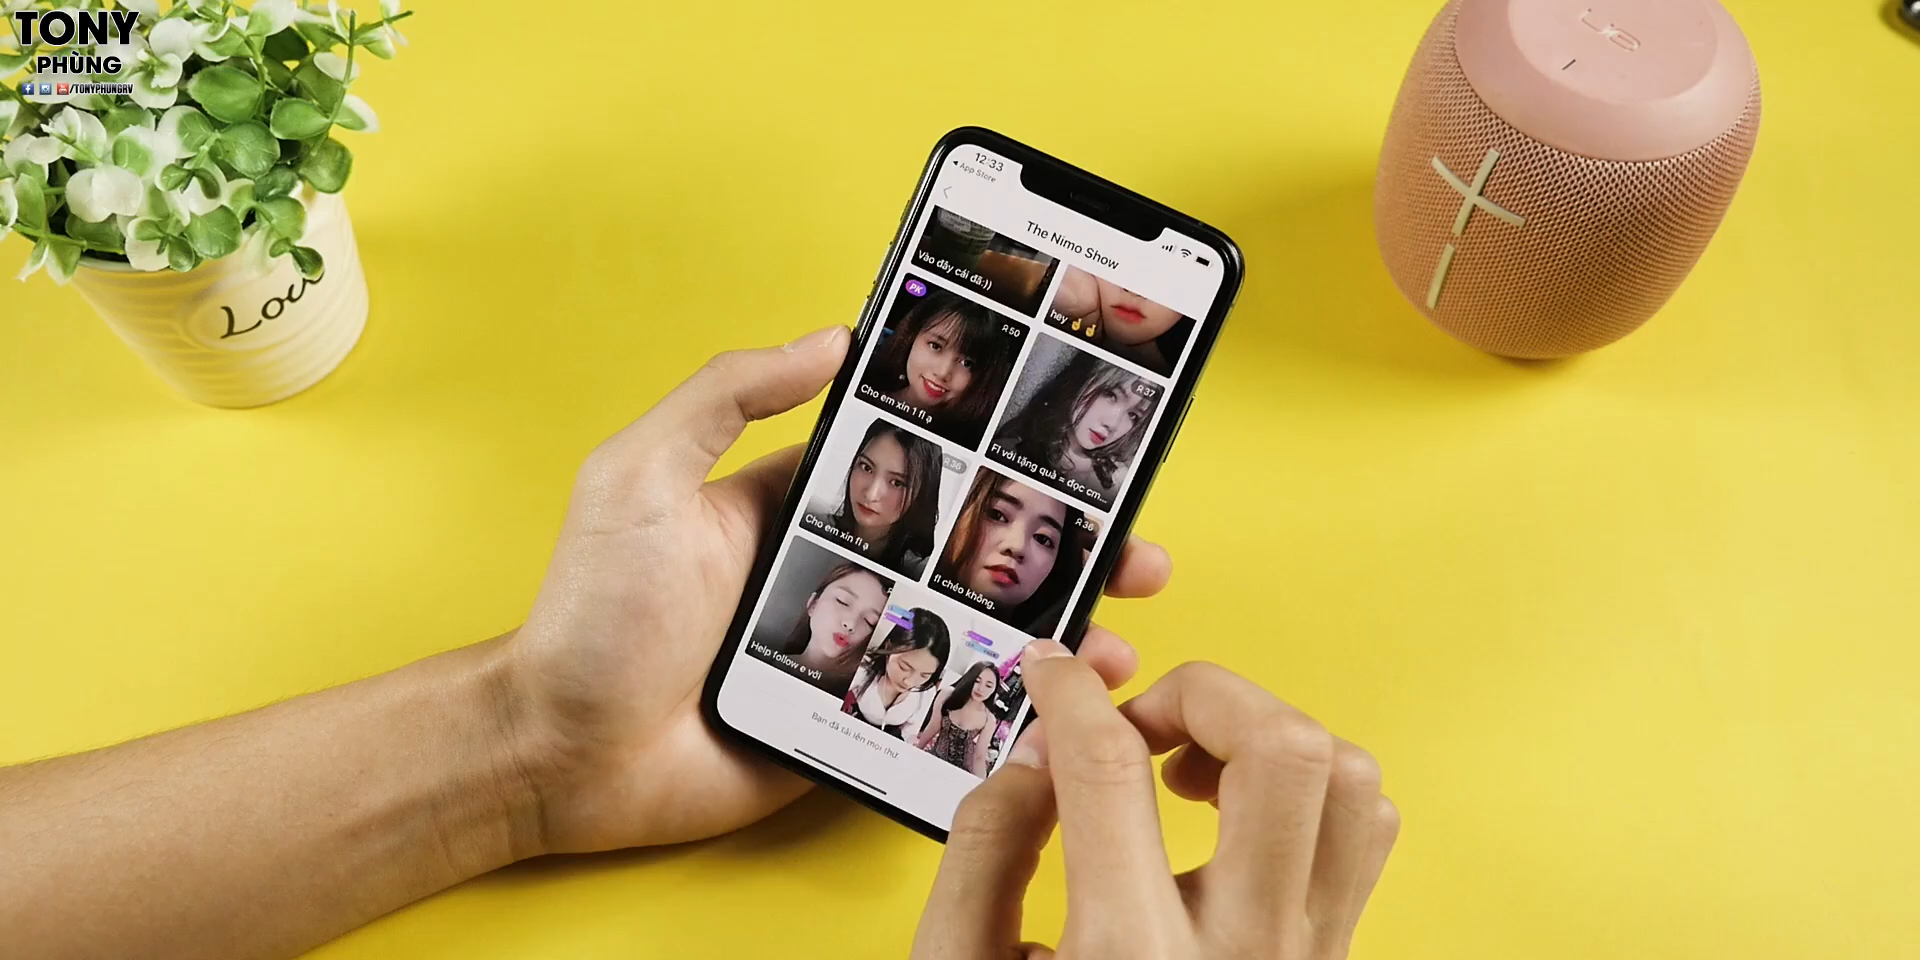 TONY
PHÙNG
/TONYPHUNGRV
Love
12:33
App Store
The Nimo Show
Vào đây cái đã:))
hey
PK
50
Cho em xin 1 fl ạ
37
Fl với tặng quà = đọc cm...
36
Cho em xin fl ạ
36
fl chéo không.
Help follow e với
Bạn đã tải lên mọi thứ